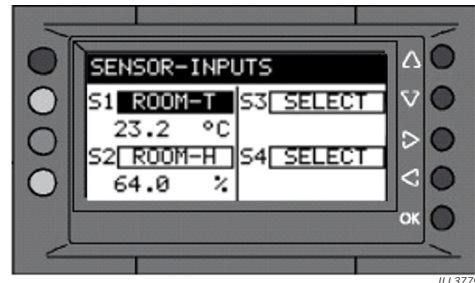 SENSOR-INPUTS
S1 ROOM-T S3 SELECT
23.2 °C
S2 ROOM-H S4 SELECT
64.0 %
OK